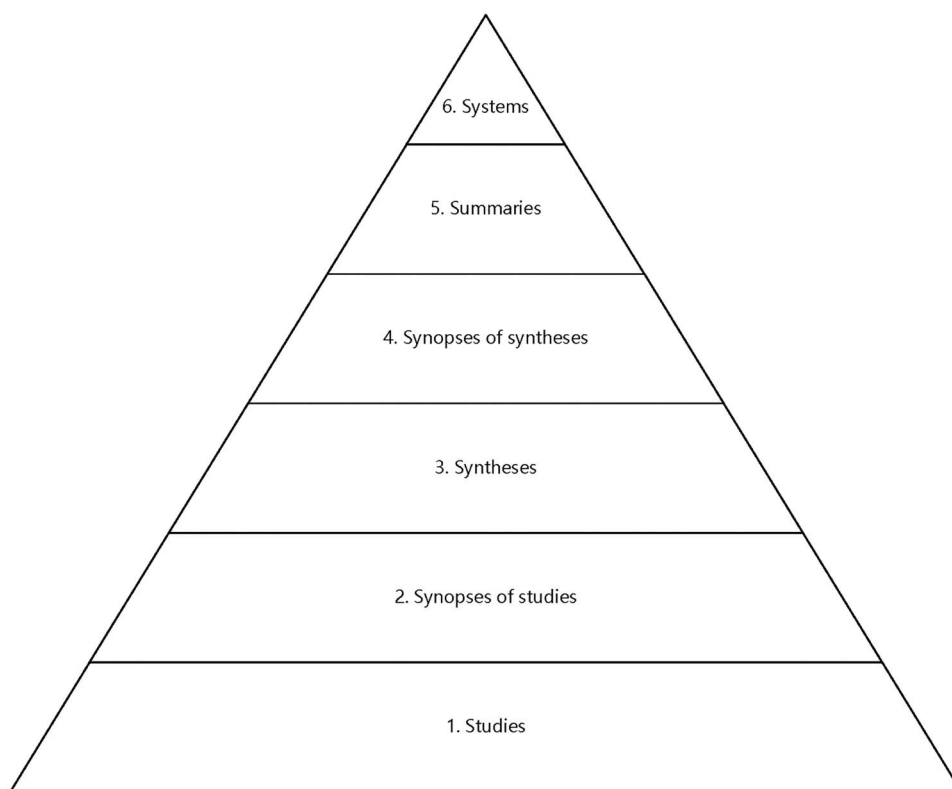 6. Systems
5. Summaries
4. Synopses of syntheses
3. Syntheses
2. Synopses of studies
1. Studies